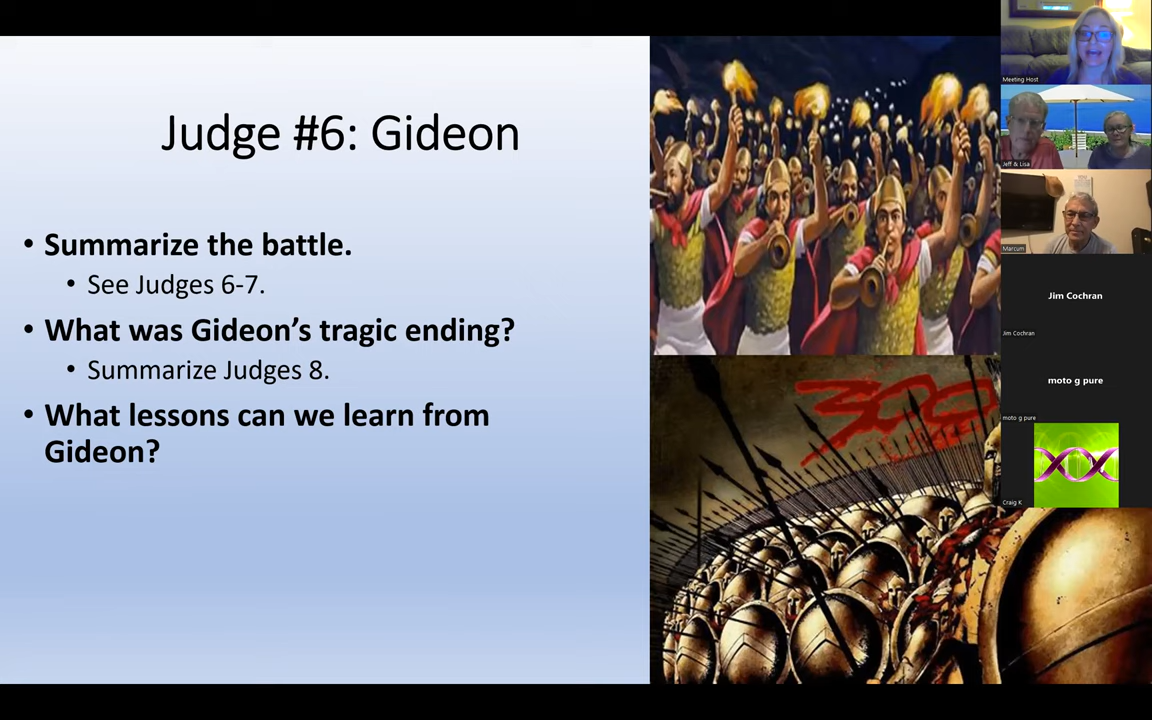 Judge #6: Gideon
• Summarize the battle.
• See Judges 6-7.
• What was Gideon's tragic ending?
• Summarize Judges 8.
• What lessons can we learn from
Gideon?
300
Meeting Host
Jeff & Lisa
Marcum
Jim Cochran
Jim Cochran
moto g pure
moto g pure
Craig K